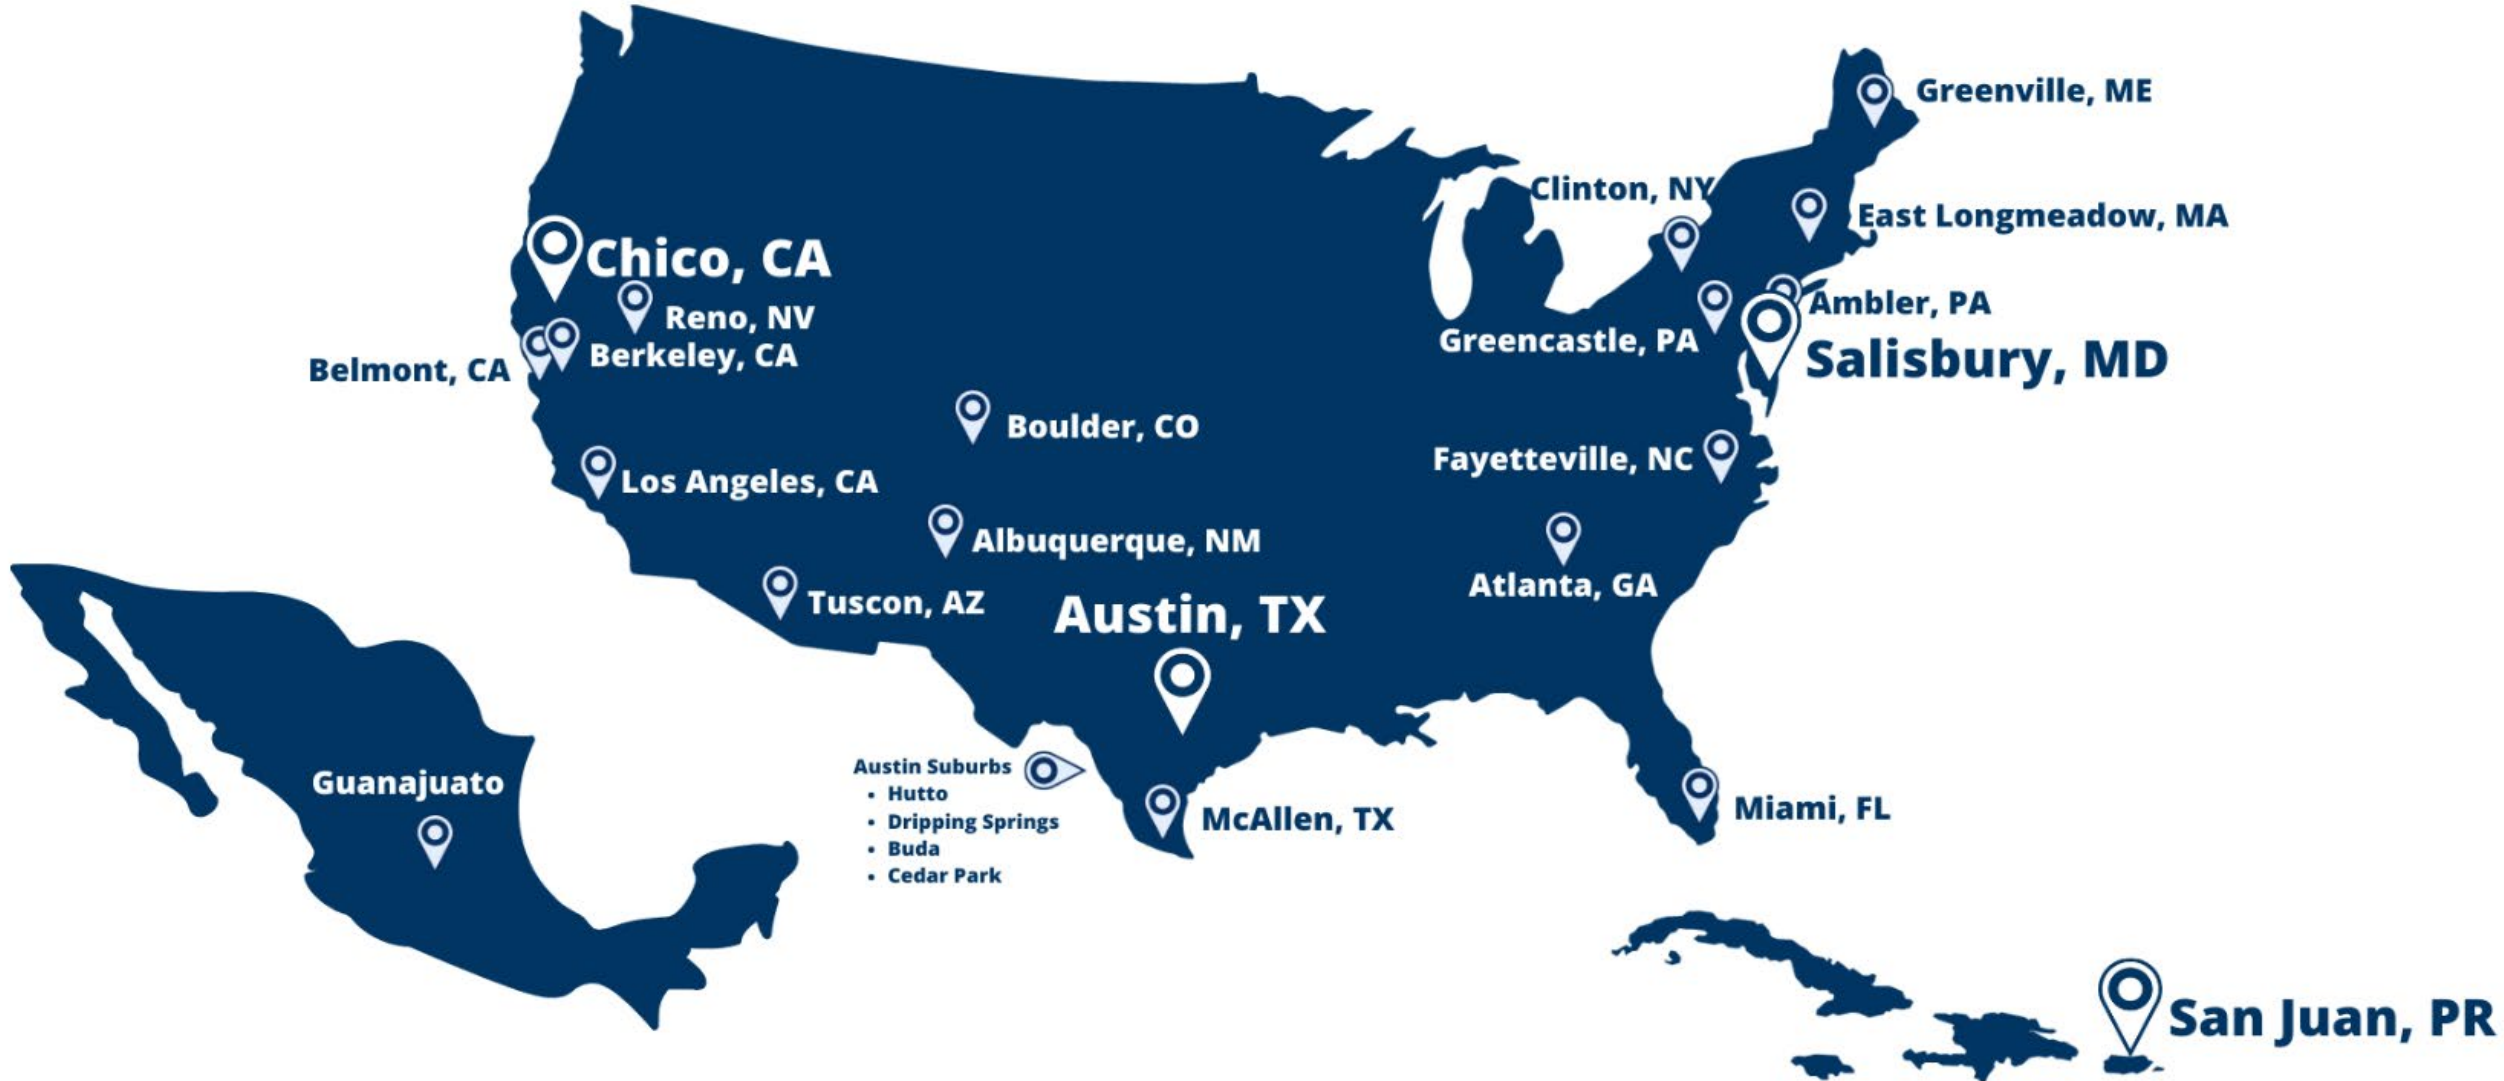 Greenville, ME
Clinton, NY
East Longmeadow, MA
Chico, CA
Reno, NV
Ambler, PA
Greencastle, PA
Berkeley, CA
Belmont, CA
Salisbury, MD
Boulder, CO
Fayetteville, NC
Los Angeles, CA
Albuquerque, NM
Atlanta, GA
Tuscon, AZ
Austin, TX
Austin Suburbs
• Hutto
• Dripping Springs
• Buda
• Cedar Park
Guanajuato
McAllen, TX
Miami, FL
San Juan, PR